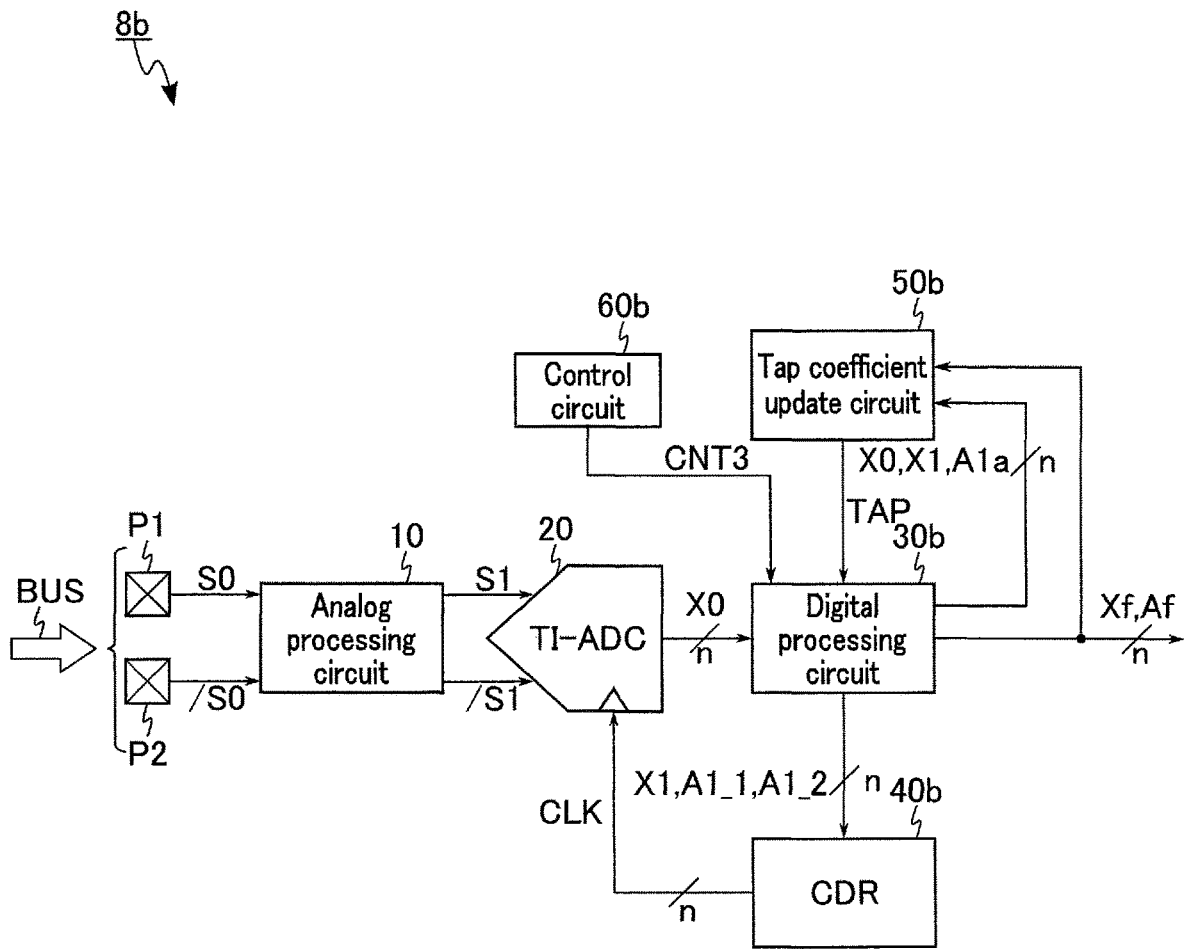 8b
60b
50b
Control
circuit
Tap coefficient
update circuit
CNT3
X0,X1,A1a
n
TAP
P1
10
20
30b
BUS
S0
S1
X0
Xf,Af
Analog
processing
circuit
TI-ADC
n
Digital
processing
circuit
n
/S0
/S1
P2
X1,A1_1,A1_2
n
40b
CLK
n
CDR